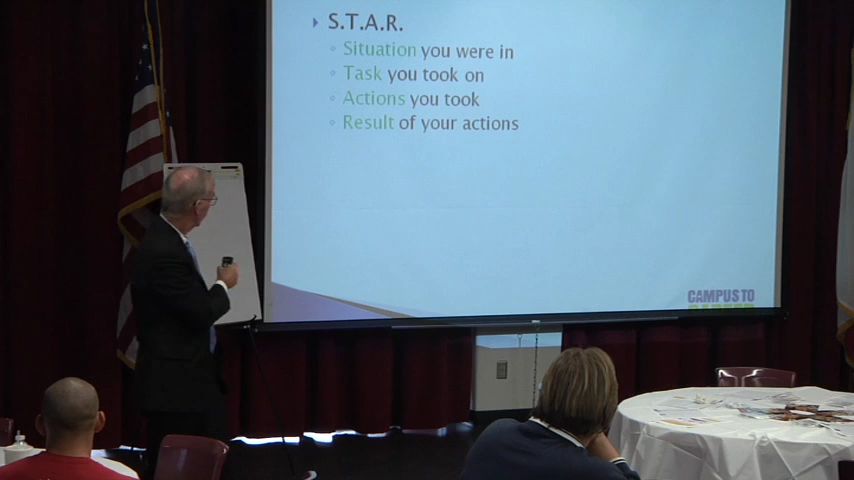 S.T.A.R.
Situation you were in
Task you took on
Actions you took
Result of your actions
CAMPUS TO